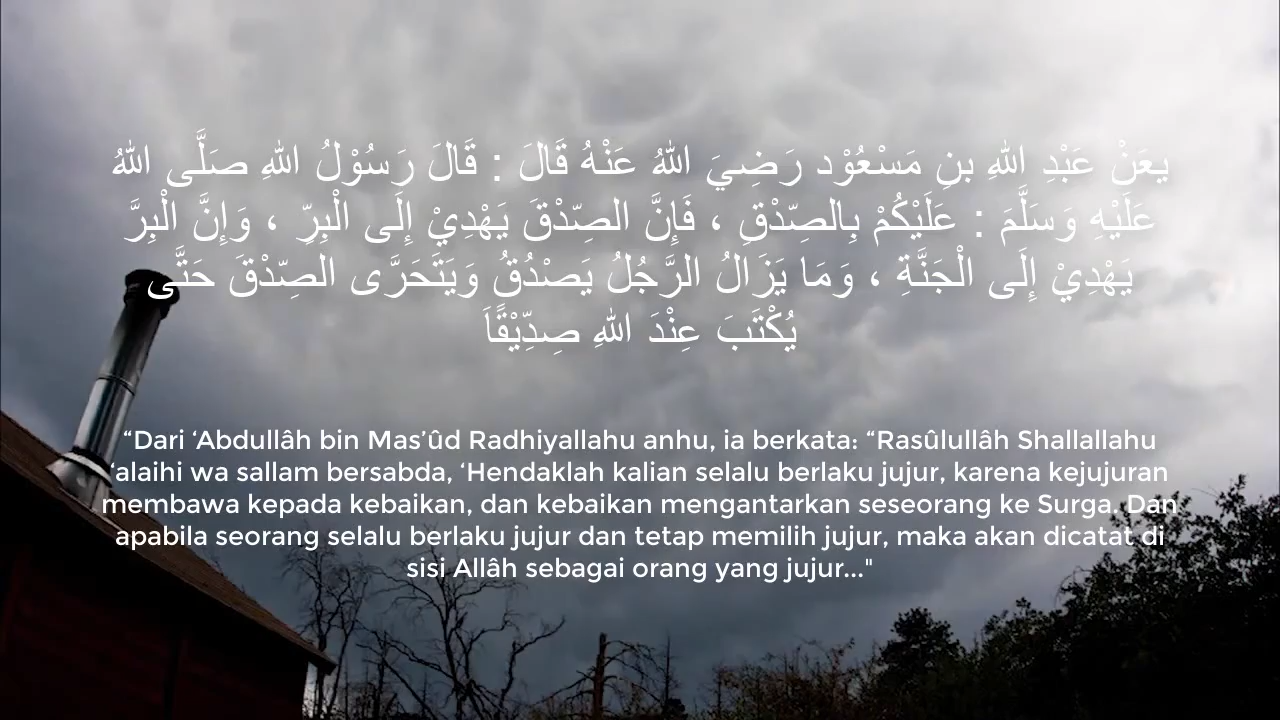 يعَنْ عَبْدِ اللهِ بنِ مَسْعُوْد رَضِيَ اللهُ عَنْهُ قَالَ : قَالَ رَسُوْلُ اللهِ صَلَّى اللهُ
عَلَيْهِ وَسَلَّمَ : عَلَيْكُمْ بِالصِّدْقِ ، فَإِنَّ الصِّدْقَ يَهْدِيْ إِلَى الْبِرِّ ، وَإِنَّ الْبِرَّ
يَهْدِيْ إِلَى الْجَنَّةِ ، وَمَا يَزَالُ الرَّجُلُ يَصْدُقُ وَيَتَحَرَّى الصِّدْقَ حَتَّى
يُكْتَبَ عِنْدَ اللهِ صِدِّيْقًاَ
“Dari ‘Abdullâh bin Mas’ûd Radhiyallahu anhu, ia berkata: “Rasûlullâh Shallallahu
‘alaihi wa sallam bersabda, ‘Hendaklah kalian selalu berlaku jujur, karena kejujuran
membawa kepada kebaikan, dan kebaikan mengantarkan seseorang ke Surga. Dan
apabila seorang selalu berlaku jujur dan tetap memilih jujur, maka akan dicatat di
sisi Allâh sebagai orang yang jujur..."